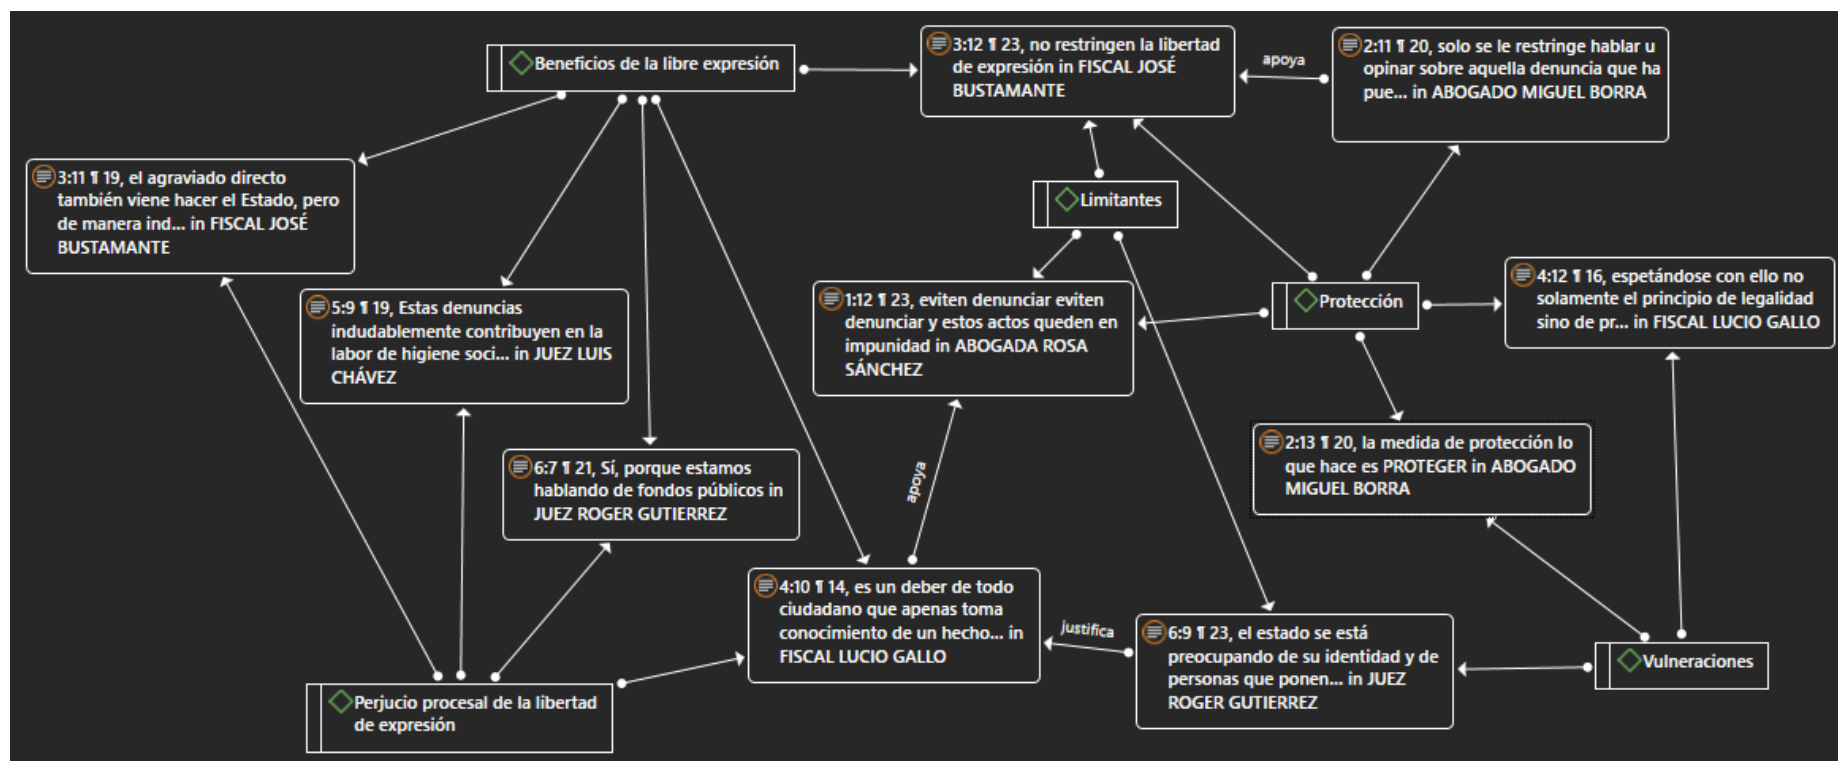 Beneficios de la libre expresión
3:12 ¶ 23, no restringen la libertad
de expresión in FISCAL JOSÉ
BUSTAMANTE
apoya
2:11 ¶ 20, solo se le restringe hablar u
opinar sobre aquella denuncia que ha
pue... in ABOGADO MIGUEL BORRA
3:11 ¶ 19, el agraviado directo
también viene hacer el Estado, pero
de manera ind... in FISCAL JOSÉ
BUSTAMANTE
Limitantes
5:9 ¶ 19, Estas denuncias
indudablemente contribuyen en la
labor de higiene soci... in JUEZ LUIS
CHÁVEZ
1:12 ¶ 23, eviten denunciar eviten
denunciar y estos actos queden en
impunidad in ABOGADA ROSA
SÁNCHEZ
Protección
4:12 ¶ 16, espetándose con ello no
solamente el principio de legalidad
sino de pr... in FISCAL LUCIO GALLO
6:7 ¶ 21, Sí, porque estamos
hablando de fondos públicos in
JUEZ ROGER GUTIERREZ
apoya
2:13 ¶ 20, la medida de protección lo
que hace es PROTEGER in ABOGADO
MIGUEL BORRA
4:10 ¶ 14, es un deber de todo
ciudadano que apenas toma
conocimiento de un hecho... in
FISCAL LUCIO GALLO
justifica
6:9 ¶ 23, el estado se está
preocupando de su identidad y de
personas que ponen... in JUEZ
ROGER GUTIERREZ
Vulneraciones
Perjucio procesal de la libertad
de expresión